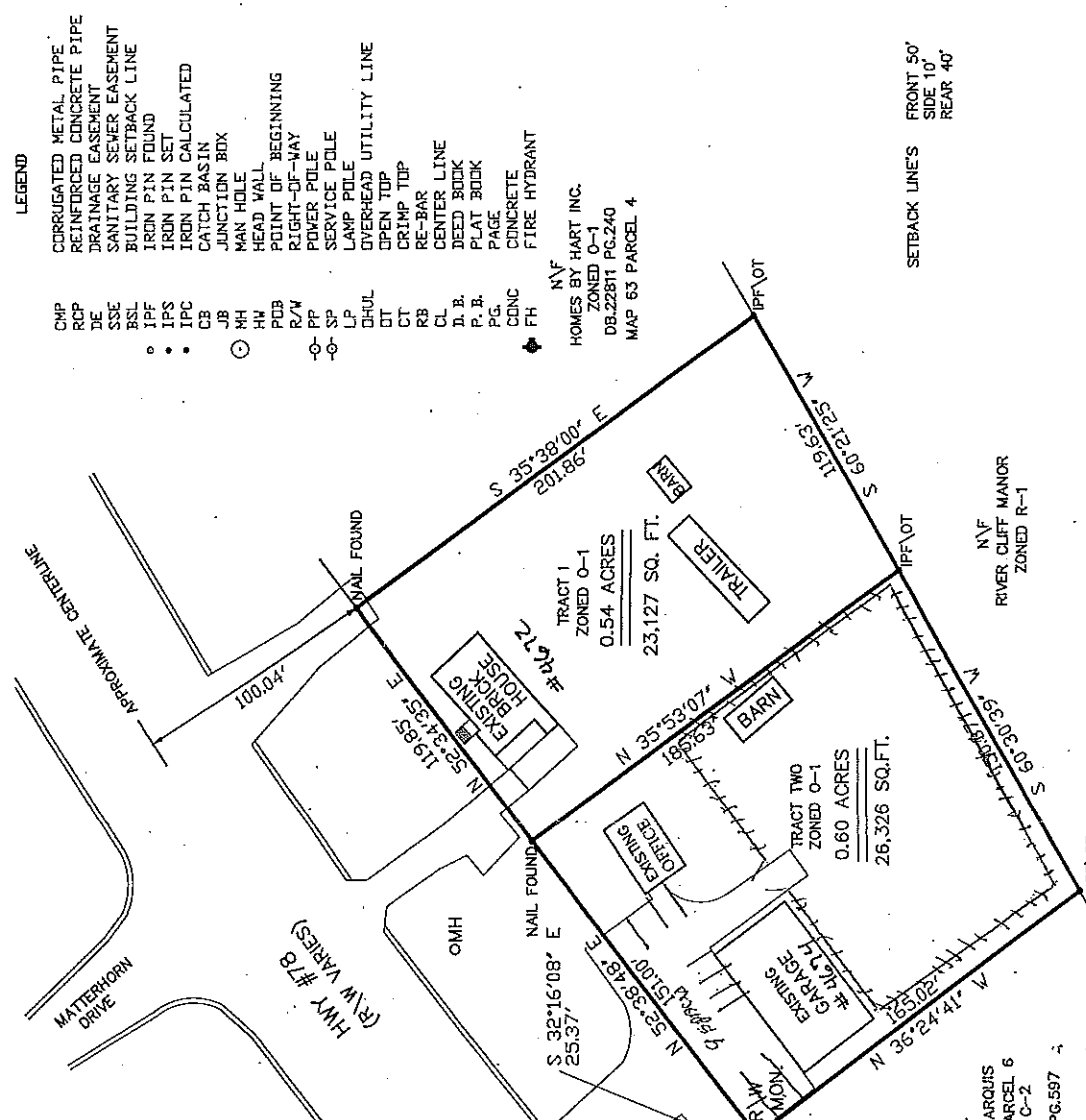 LEGEND
CMP CORRUGATED METAL PIPE
RCP REINFORCED CONCRETE PIPE
DE DRAINAGE EASEMENT
SSE SANITARY SEWER EASEMENT
BSL BUILDING SETBACK LINE
IPF IRON PIN FOUND
IPS IRON PIN SET
IPC IRON PIN CALCULATED
CB CATCH BASIN
JB JUNCTION BOX
MH MAN HOLE
HW HEAD WALL
POB POINT OF BEGINNING
R/W RIGHT-OF-WAY
PP POWER POLE
SP SERVICE POLE
LP LAMP POLE
OHUL OVERHEAD UTILITY LINE
OT OPEN TOP
CT CRIMP TOP
RB RE-BAR
CL CENTER LINE
D. B. DEED BOOK
P. B. PLAT BOOK
PG. PAGE
CONC CONCRETE
FH FIRE HYDRANT
N\F
HOMES BY HART INC.
ZONED O-1
DB.22811 PG.240
MAP 63 PARCEL 4
SETBACK LINE'S FRONT 50'
SIDE 10'
REAR 40'
APPROXIMATE CENTERLINE
100.04'
NAIL FOUND
S 35°38'00" E
201.86'
IPF\OT
S 60°21'25" W
119.63'
IPF\OT
N\F
RIVER CLIFF MANOR
ZONED R-1
TRACT 1
ZONED O-1
0.54 ACRES
23,127 SQ. FT.
BARN
TRAILER
EXISTING
BRICK
HOUSE
#4672
N 52°34'35" E
119.85'
NAIL FOUND
N 35°53'07" W
185.63'
BARN
TRACT TWO
ZONED O-1
0.60 ACRES
26,326 SQ.FT.
EXISTING
OFFICE
EXISTING
GARAGE
#4674
S 60°30'39" W
150.87'
N 36°24'41" W
165.02'
N 52°38'48" E
151.00'
S 32°16'08" E
25.37'
R\W
MON.
MATTERHORN
DRIVE
HWY #78
(R\W VARIES)
OMH
ARQUIS
ARCEL 6
C-2
PG.597